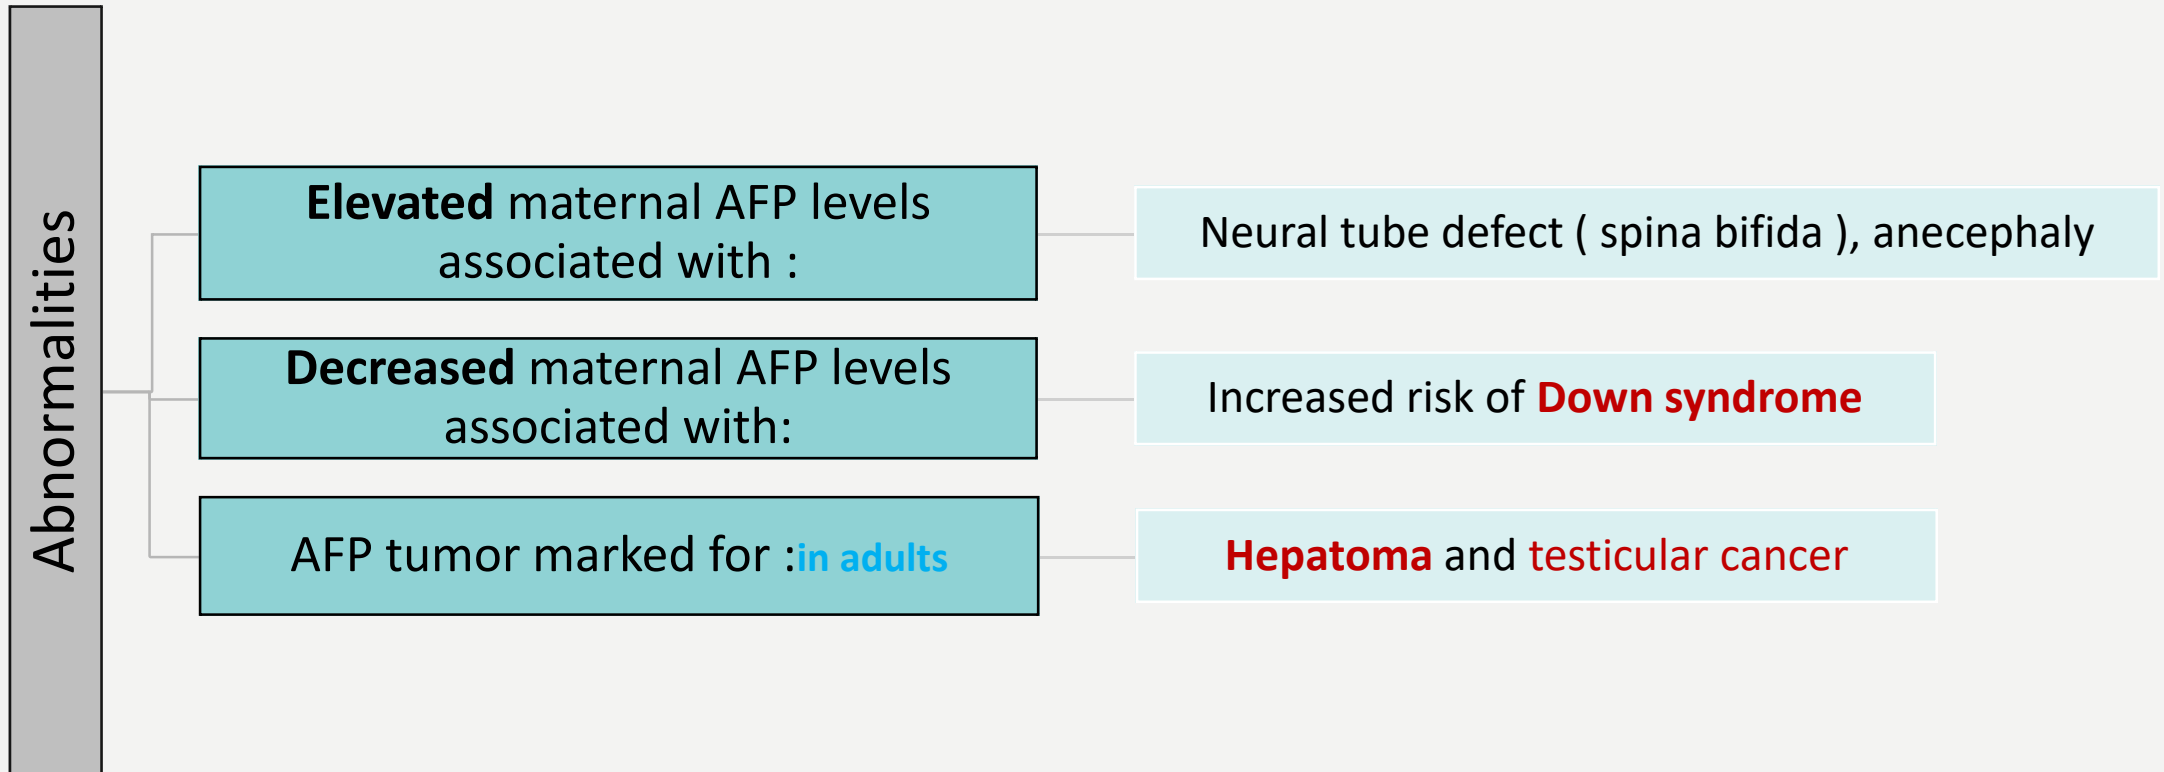 Abnormalities
Elevated maternal AFP levels
associated with :
Neural tube defect ( spina bifida ), anecephaly
Decreased maternal AFP levels
associated with:
Increased risk of Down syndrome
AFP tumor marked for :in adults
Hepatoma and testicular cancer